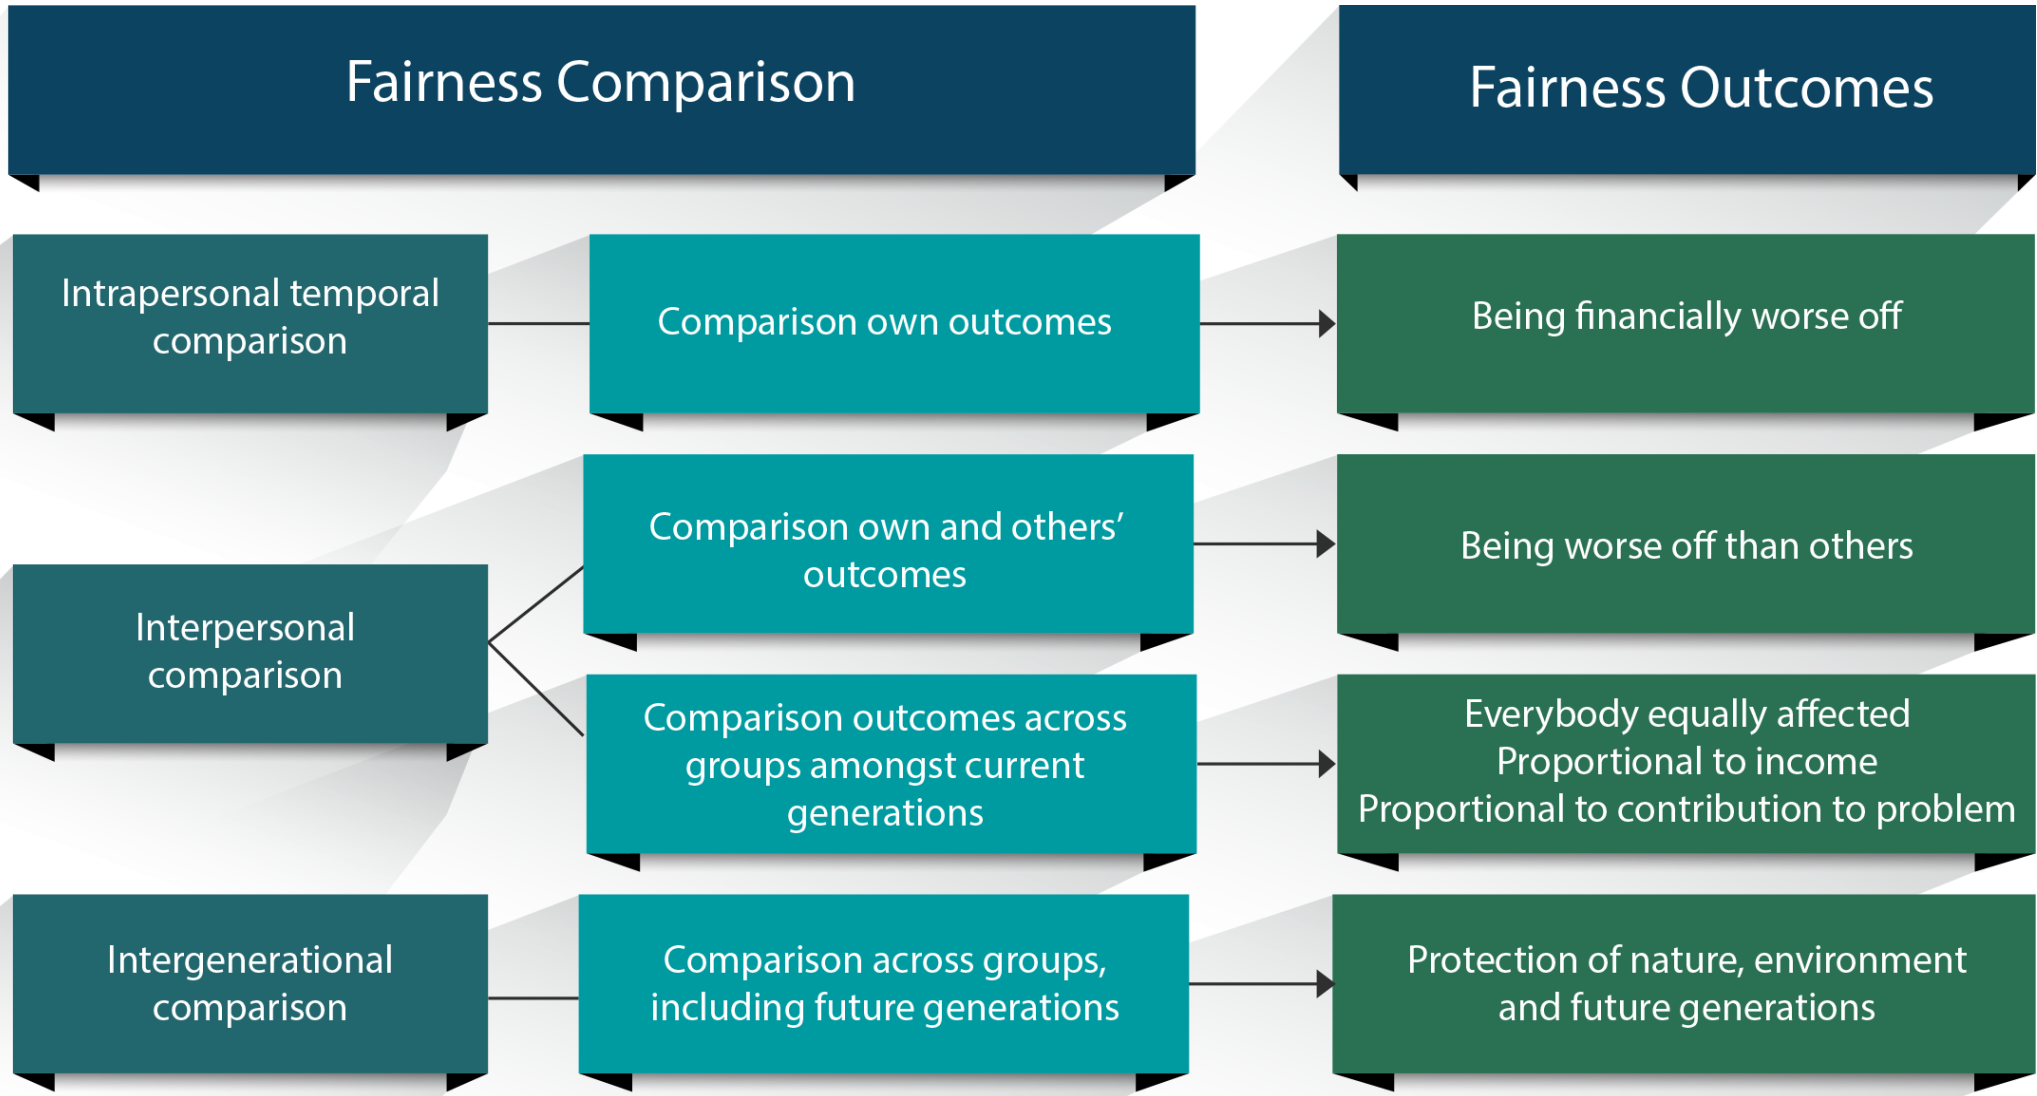 Fairness Comparison
Fairness Outcomes
Intrapersonal temporal
comparison
Comparison own outcomes
Being financially worse off
Interpersonal
comparison
Comparison own and others’
outcomes
Being worse off than others
Comparison outcomes across
groups amongst current
generations
Everybody equally affected
Proportional to income
Proportional to contribution to problem
Intergenerational
comparison
Comparison across groups,
including future generations
Protection of nature, environment
and future generations